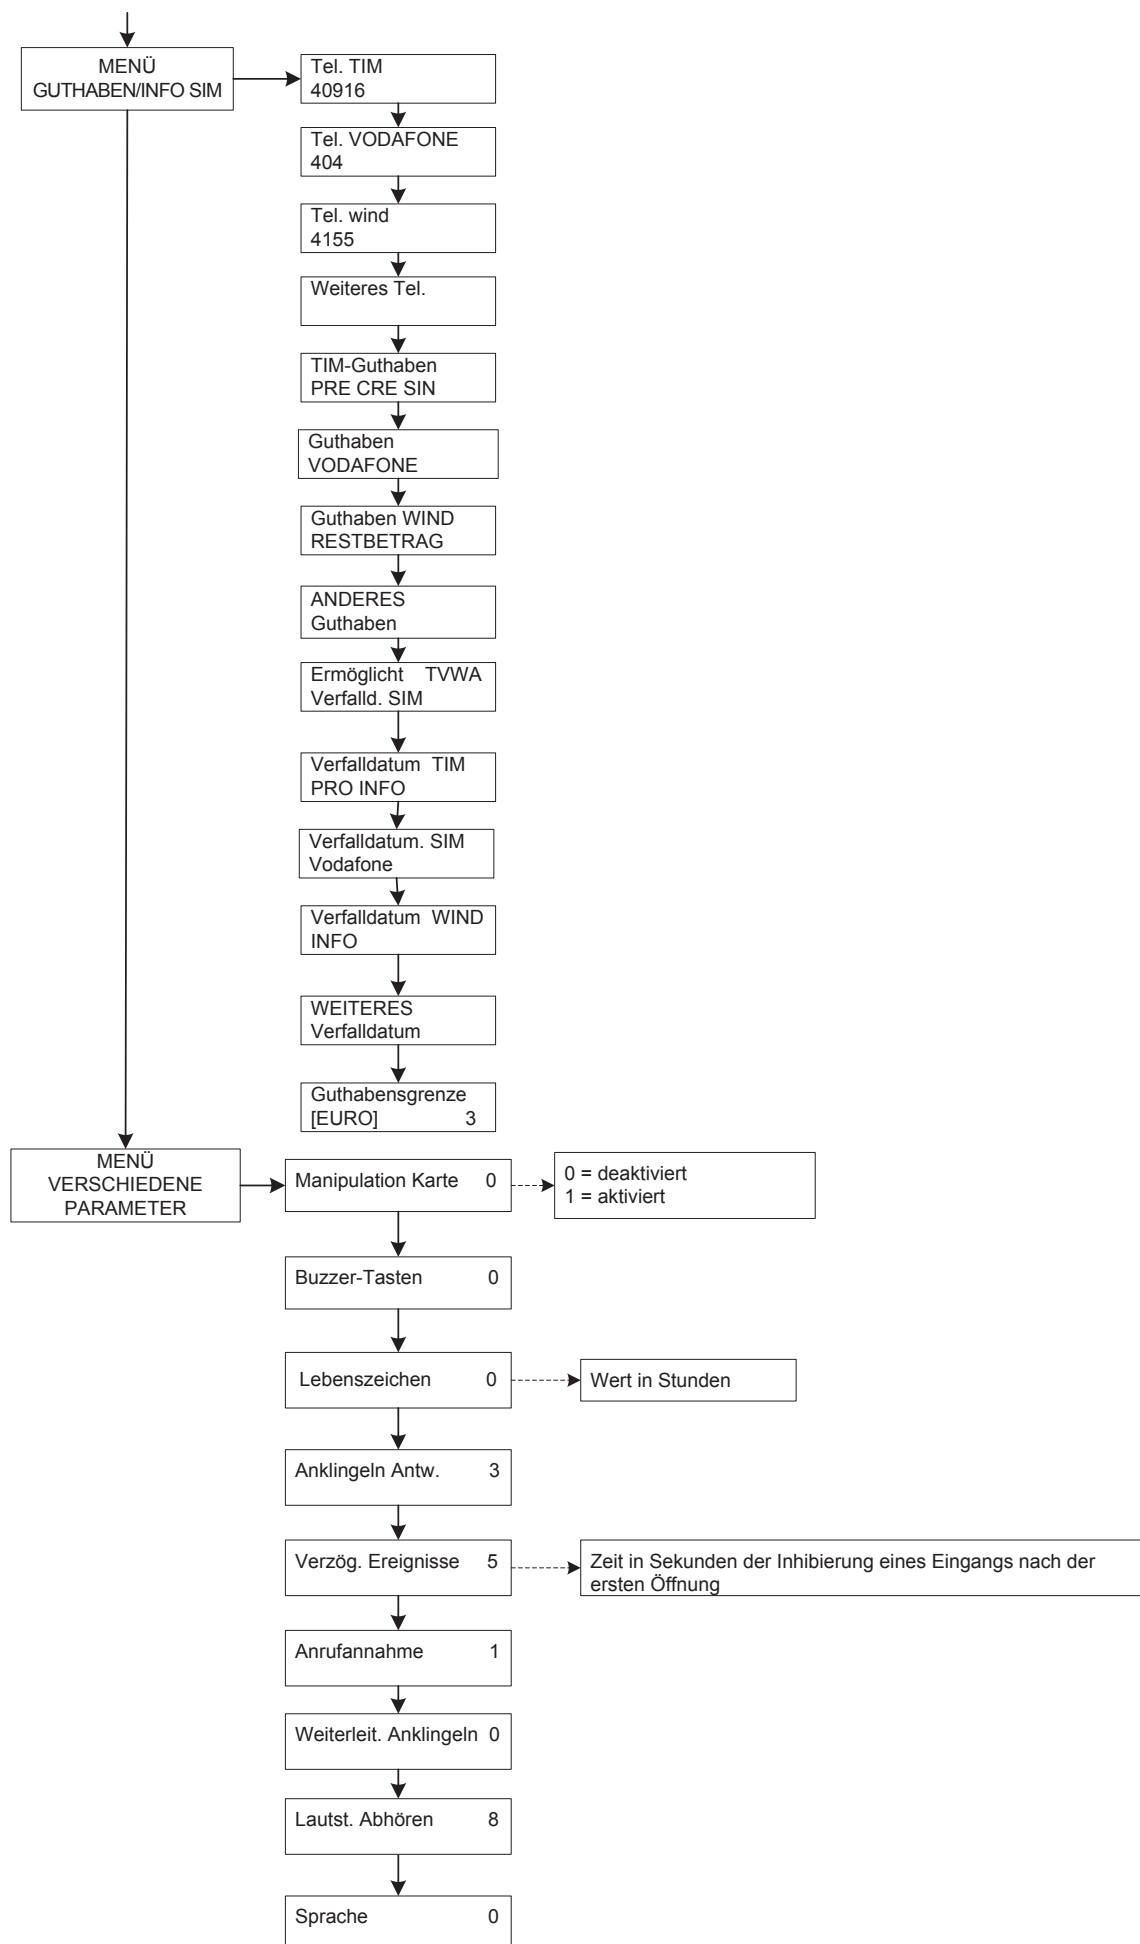 MENÜ
GUTHABEN/INFO SIM
Tel. TIM
40916
Tel. VODAFONE
404
Tel. wind
4155
Weiteres Tel.
TIM-Guthaben
PRE CRE SIN
Guthaben
VODAFONE
Guthaben WIND
RESTBETRAG
ANDERES
Guthaben
Ermöglicht TVWA
Verfalld. SIM
Verfalldatum TIM
PRO INFO
Verfalldatum. SIM
Vodafone
Verfalldatum WIND
INFO
WEITERES
Verfalldatum
Guthabensgrenze
[EURO] 3
MENÜ
VERSCHIEDENE
PARAMETER
Manipulation Karte 0
0 = deaktiviert
1 = aktiviert
Buzzer-Tasten 0
Lebenszeichen 0
Wert in Stunden
Anklingeln Antw. 3
Verzög. Ereignisse 5
Zeit in Sekunden der Inhibierung eines Eingangs nach der
ersten Öffnung
Anrufannahme 1
Weiterleit. Anklingeln 0
Lautst. Abhören 8
Sprache 0